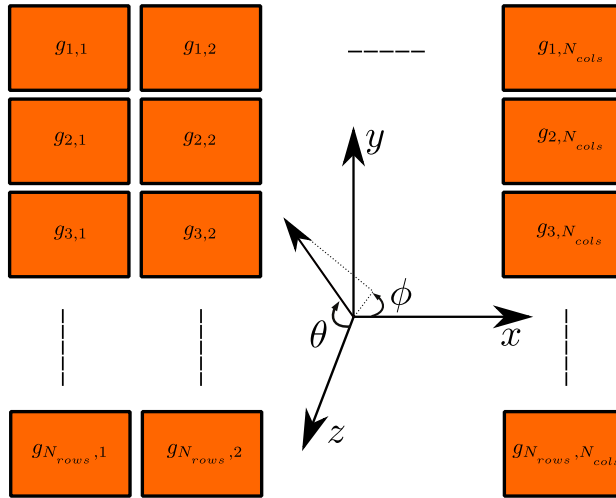 g1,1 g1,2 g1,Ncols
g2,1 g2,2 g2,Ncols
g3,1 g3,2 g3,Ncols
y
ϕ
θ
x
z
gNrows,1 gNrows,2 gNrows,Ncols